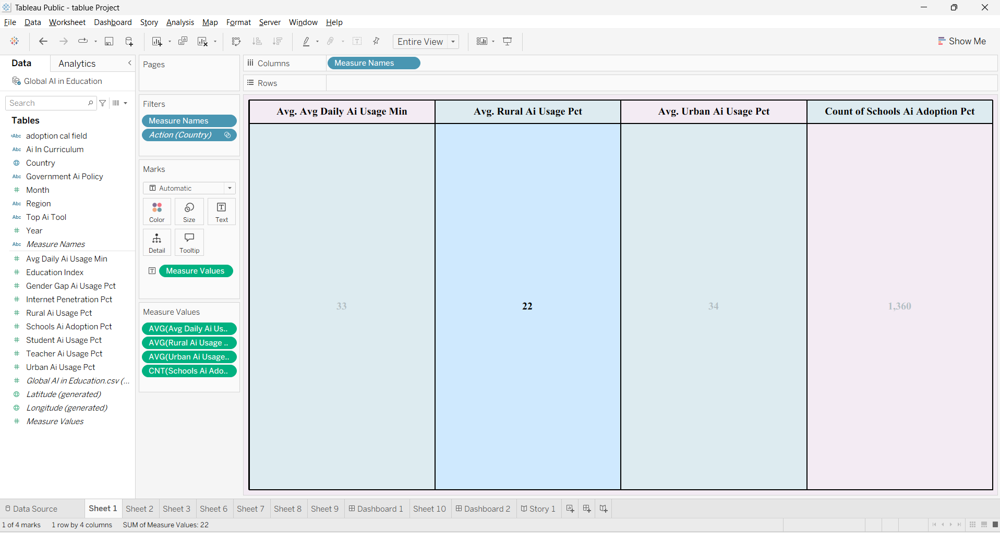 Tableau Public - tablue Project
File Data Worksheet Dashboard Story Analysis Map Format Server Window Help
Entire View
Show Me
Data Analytics
Global AI in Education
Search
Tables
=Abc adoption cal field
Abc Ai In Curriculum
Country
Abc Government Ai Policy
# Month
Abc Region
Abc Top Ai Tool
# Year
Abc Measure Names
# Avg Daily Ai Usage Min
# Education Index
# Gender Gap Ai Usage Pct
# Internet Penetration Pct
# Rural Ai Usage Pct
# Schools Ai Adoption Pct
# Student Ai Usage Pct
# Teacher Ai Usage Pct
# Urban Ai Usage Pct
# Global AI in Education.csv (...
Latitude (generated)
Longitude (generated)
# Measure Values
Pages
Filters
Measure Names
Action (Country)
Marks
T Automatic
Color Size Text
Detail Tooltip
T Measure Values
Measure Values
AVG(Avg Daily Ai Us..
AVG(Rural Ai Usage ..
AVG(Urban Ai Usage..
CNT(Schools Ai Ado..
Columns Measure Names
Rows
Avg. Avg Daily Ai Usage Min Avg. Rural Ai Usage Pct Avg. Urban Ai Usage Pct Count of Schools Ai Adoption Pct
33 22 34 1,360
Data Source Sheet 1 Sheet 2 Sheet 3 Sheet 6 Sheet 7 Sheet 8 Sheet 9 Dashboard 1 Sheet 10 Dashboard 2 Story 1
1 of 4 marks 1 row by 4 columns SUM of Measure Values: 22